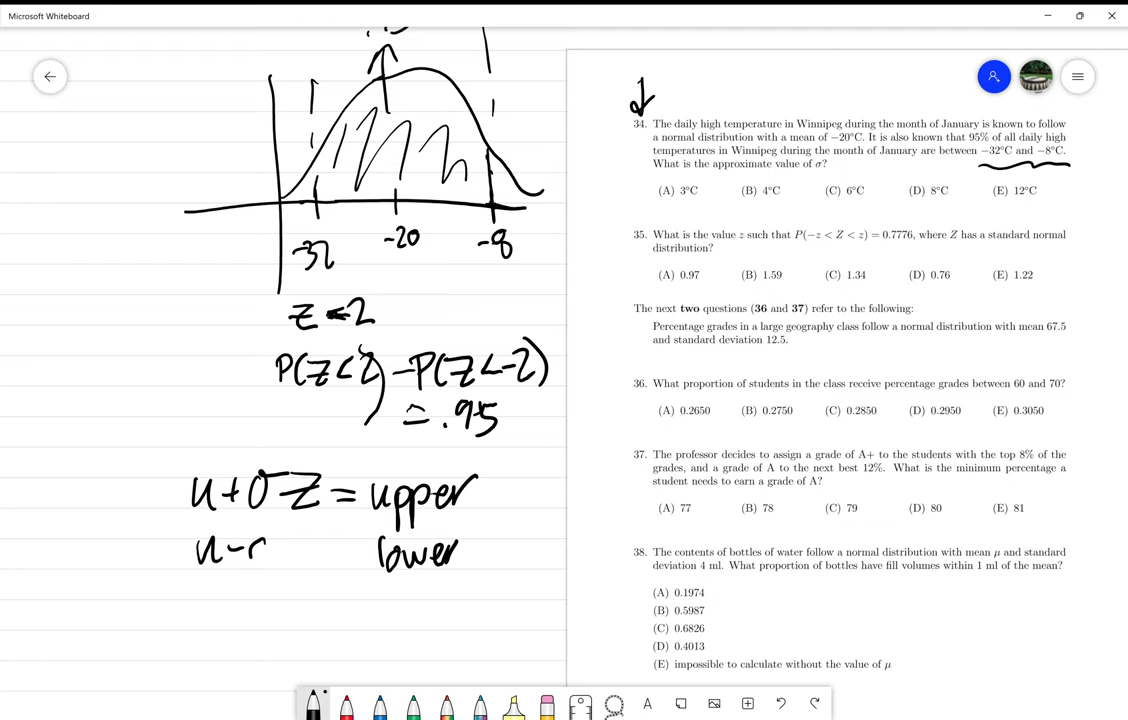 Microsoft Whiteboard
-32
-20
-8
z = 2
P(Z<2) - P(Z<-2)
= .95
u+σZ = upper
u-σ lower
34. The daily high temperature in Winnipeg during the month of January is known to follow
a normal distribution with a mean of −20°C. It is also known that 95% of all daily high
temperatures in Winnipeg during the month of January are between −32°C and −8°C.
What is the approximate value of σ?
(A) 3°C (B) 4°C (C) 6°C (D) 8°C (E) 12°C
35. What is the value z such that P(−z < Z < z) = 0.7776, where Z has a standard normal
distribution?
(A) 0.97 (B) 1.59 (C) 1.34 (D) 0.76 (E) 1.22
The next two questions (36 and 37) refer to the following:
Percentage grades in a large geography class follow a normal distribution with mean 67.5
and standard deviation 12.5.
36. What proportion of students in the class receive percentage grades between 60 and 70?
(A) 0.2650 (B) 0.2750 (C) 0.2850 (D) 0.2950 (E) 0.3050
37. The professor decides to assign a grade of A+ to the students with the top 8% of the
grades, and a grade of A to the next best 12%. What is the minimum percentage a
student needs to earn a grade of A?
(A) 77 (B) 78 (C) 79 (D) 80 (E) 81
38. The contents of bottles of water follow a normal distribution with mean μ and standard
deviation 4 ml. What proportion of bottles have fill volumes within 1 ml of the mean?
(A) 0.1974
(B) 0.5987
(C) 0.6826
(D) 0.4013
(E) impossible to calculate without the value of μ
A